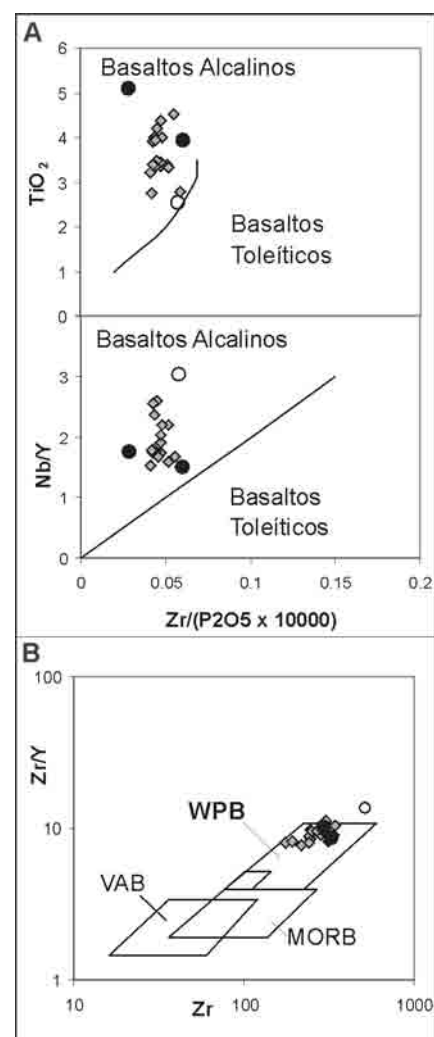 A
6
Basaltos Alcalinos
5
4
TiO2
3
2
Basaltos
Toleíticos
1
0
Basaltos Alcalinos
3
Nb/Y
2
1
Basaltos
Toleíticos
0
0 0.05 0.1 0.15 0.2
Zr/(P2O5 x 10000)
B
100
Zr/Y
WPB
10
VAB
MORB
1
10 100 1000
Zr